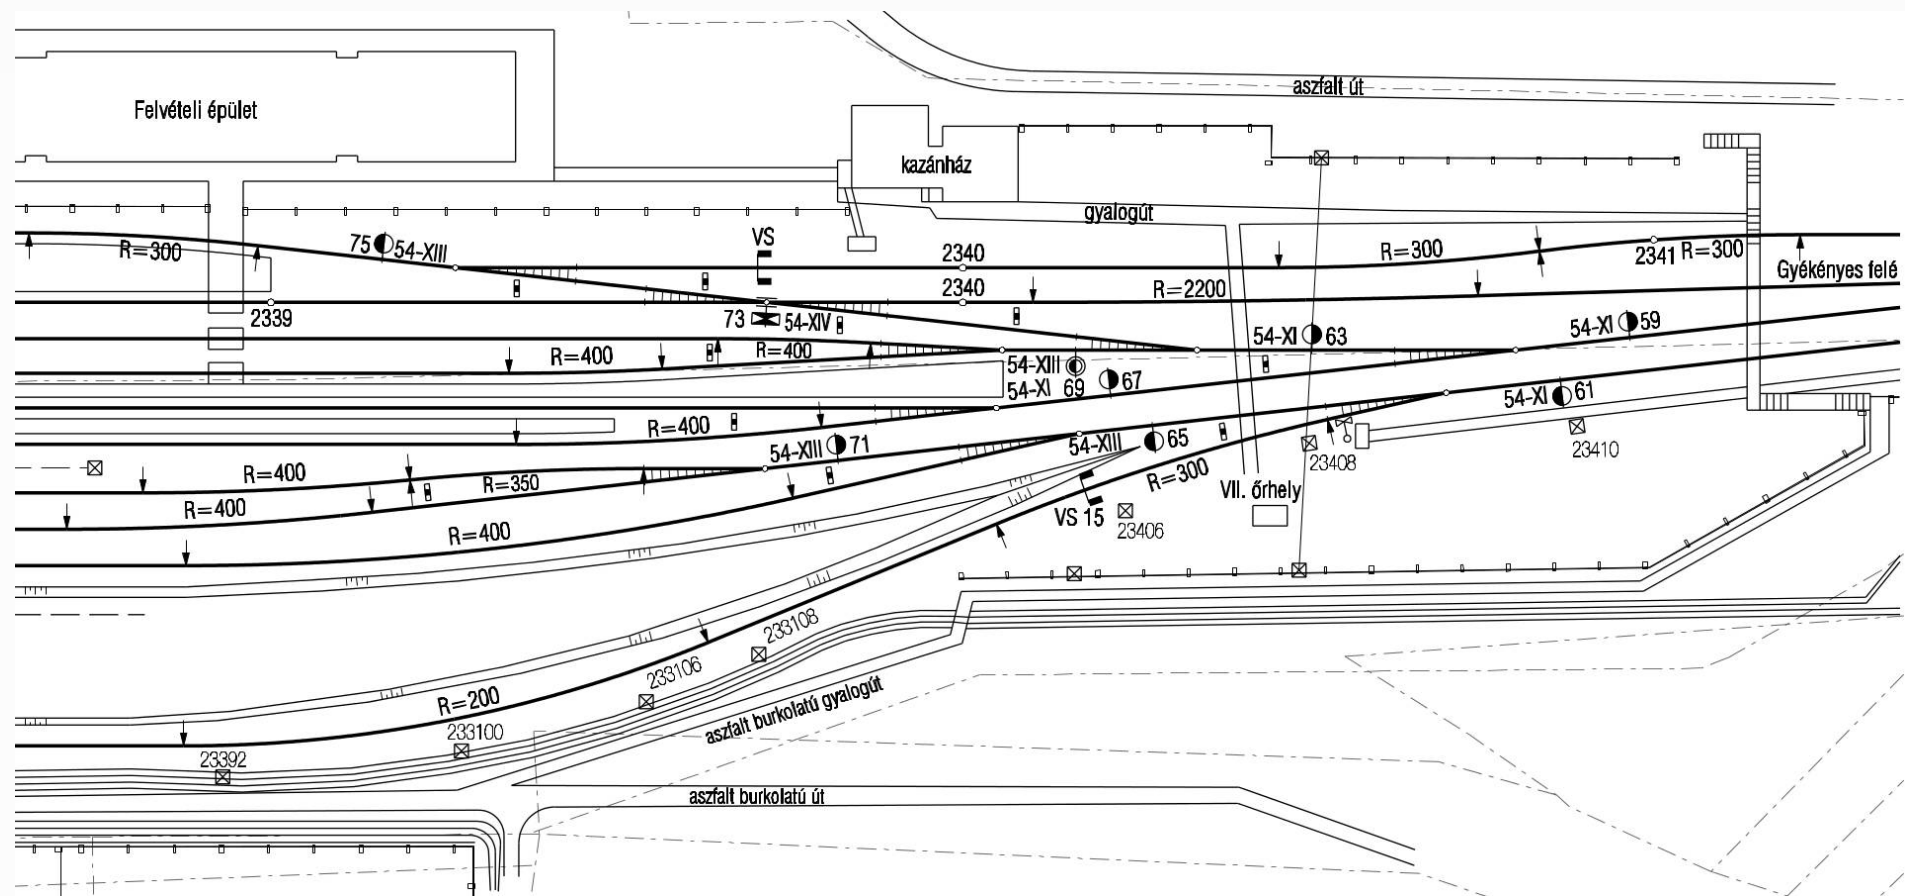 aszfalt út
Felvételi épület
kazánház
gyalogút
R=300
75
54-XIII
VS
2340
R=300
2341
R=300
Gyékényes felé
2339
73
54-XIV
2340
R=2200
54-XI
63
54-XI
59
R=400
R=400
54-XIII
54-XI
69
67
54-XI
61
R=400
54-XIII
71
54-XIII
65
23408
23410
R=400
R=350
R=300
VII. őrhely
R=400
R=400
VS 15
23406
233108
233106
R=200
233100
aszfalt burkolatú gyalogút
23392
aszfalt burkolatú út